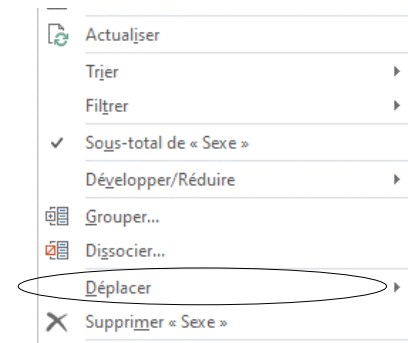 Actualiser
Trier
Filtrer
Sous-total de « Sexe »
Développer/Réduire
Grouper...
Dissocier...
Déplacer
Supprimer « Sexe »